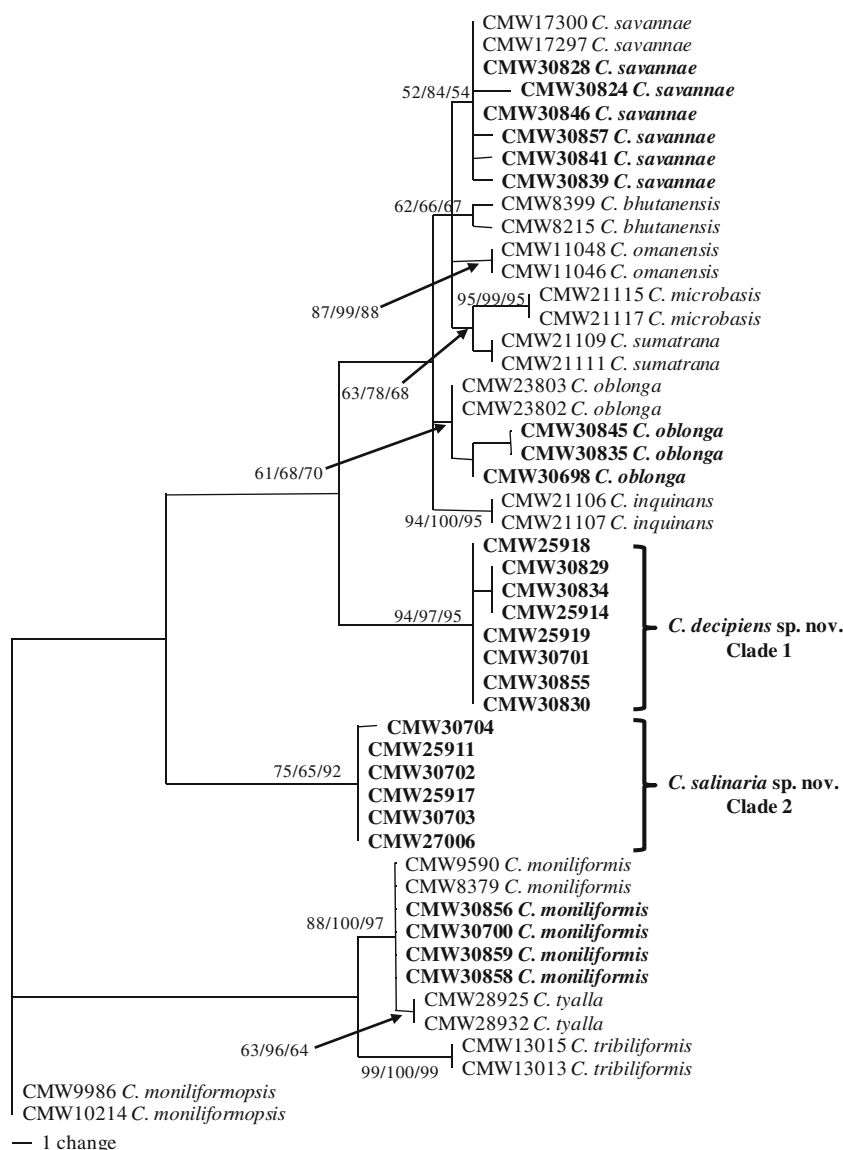 CMW17300 C. savannae
CMW17297 C. savannae
CMW30828 C. savannae
52/84/54
CMW30824 C. savannae
CMW30846 C. savannae
CMW30857 C. savannae
CMW30841 C. savannae
CMW30839 C. savannae
62/66/67
CMW8399 C. bhutanensis
CMW8215 C. bhutanensis
CMW11048 C. omanensis
CMW11046 C. omanensis
87/99/88
95/99/95
CMW21115 C. microbasis
CMW21117 C. microbasis
CMW21109 C. sumatrana
CMW21111 C. sumatrana
63/78/68
CMW23803 C. oblonga
CMW23802 C. oblonga
CMW30845 C. oblonga
CMW30835 C. oblonga
61/68/70
CMW30698 C. oblonga
CMW21106 C. inquinans
94/100/95
CMW21107 C. inquinans
CMW25918
CMW30829
CMW30834
CMW25914
94/97/95
CMW25919
CMW30701
CMW30855
CMW30830
C. decipiens sp. nov.
Clade 1
CMW30704
CMW25911
75/65/92
CMW30702
CMW25917
CMW30703
CMW27006
C. salinaria sp. nov.
Clade 2
CMW9590 C. moniliformis
CMW8379 C. moniliformis
CMW30856 C. moniliformis
88/100/97
CMW30700 C. moniliformis
CMW30859 C. moniliformis
CMW30858 C. moniliformis
CMW28925 C. tyalla
CMW28932 C. tyalla
63/96/64
CMW13015 C. tribiliformis
CMW13013 C. tribiliformis
99/100/99
CMW9986 C. moniliformopsis
CMW10214 C. moniliformopsis
1 change